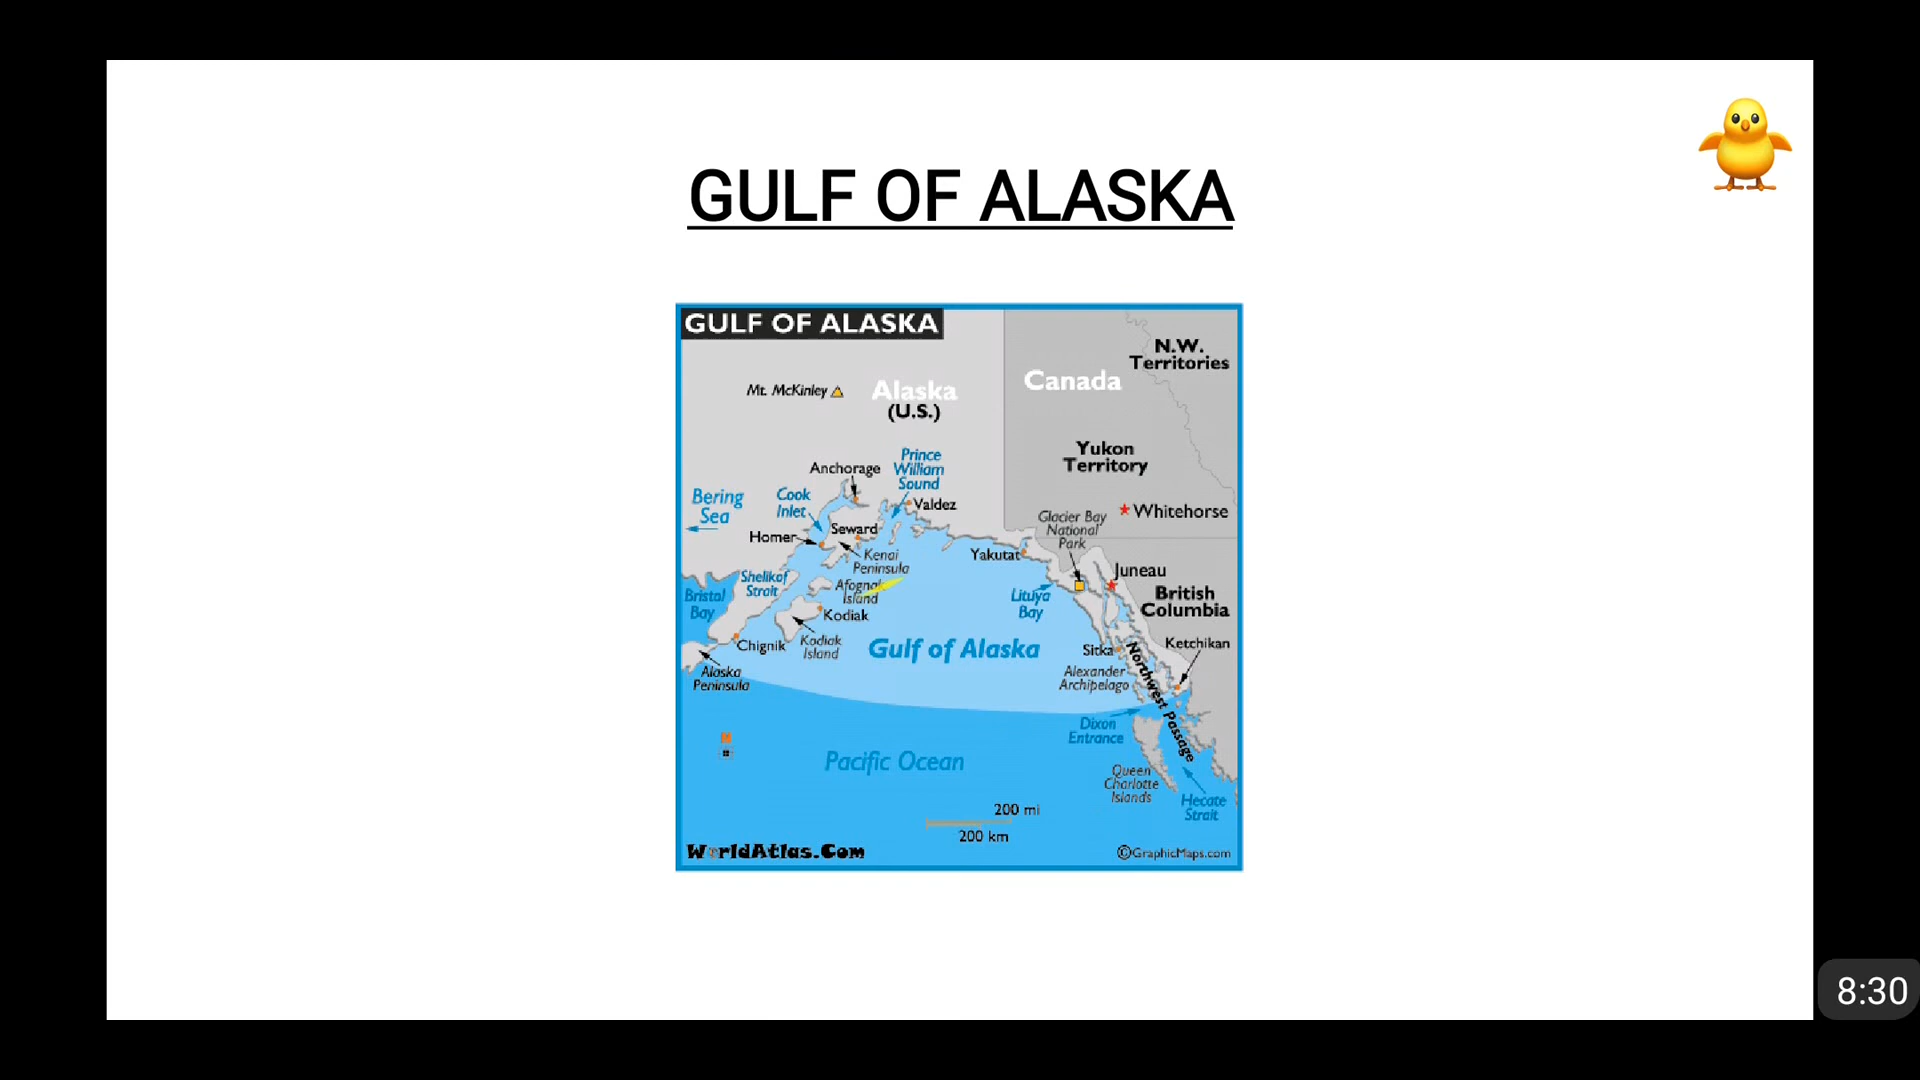 GULF OF ALASKA
GULF OF ALASKA
N.W.
Territories
Canada
Mt. McKinley
Alaska
(U.S.)
Yukon
Territory
Prince
William
Sound
Anchorage
Bering
Sea
Cook
Inlet
Valdez
Whitehorse
Glacier Bay
National
Park
Seward
Homer
Kenai
Peninsula
Yakutat
Juneau
Shelikof
Strait
Afognak
Island
Bristol
Bay
Lituya
Bay
British
Columbia
Kodiak
Chignik
Kodiak
Island
Gulf of Alaska
Sitka
Ketchikan
Alaska
Peninsula
Alexander
Archipelago
Northwest Passage
Dixon
Entrance
Pacific Ocean
Queen
Charlotte
Islands
Hecate
Strait
200 mi
200 km
WorldAtlas.Com
©GraphicMaps.com
8:30